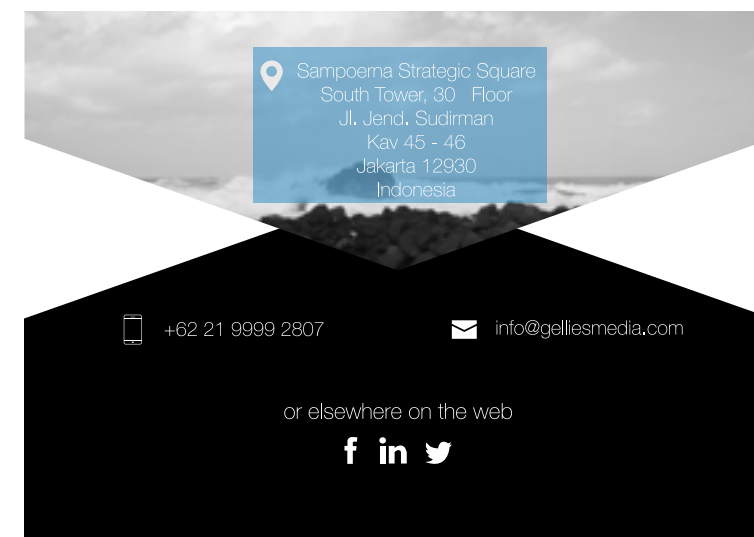 Sampoerna Strategic Square
South Tower, 30 Floor
Jl. Jend. Sudirman
Kav 45 - 46
Jakarta 12930
Indonesia
+62 21 9999 2807
info@gelliesmedia.com
or elsewhere on the web
f in